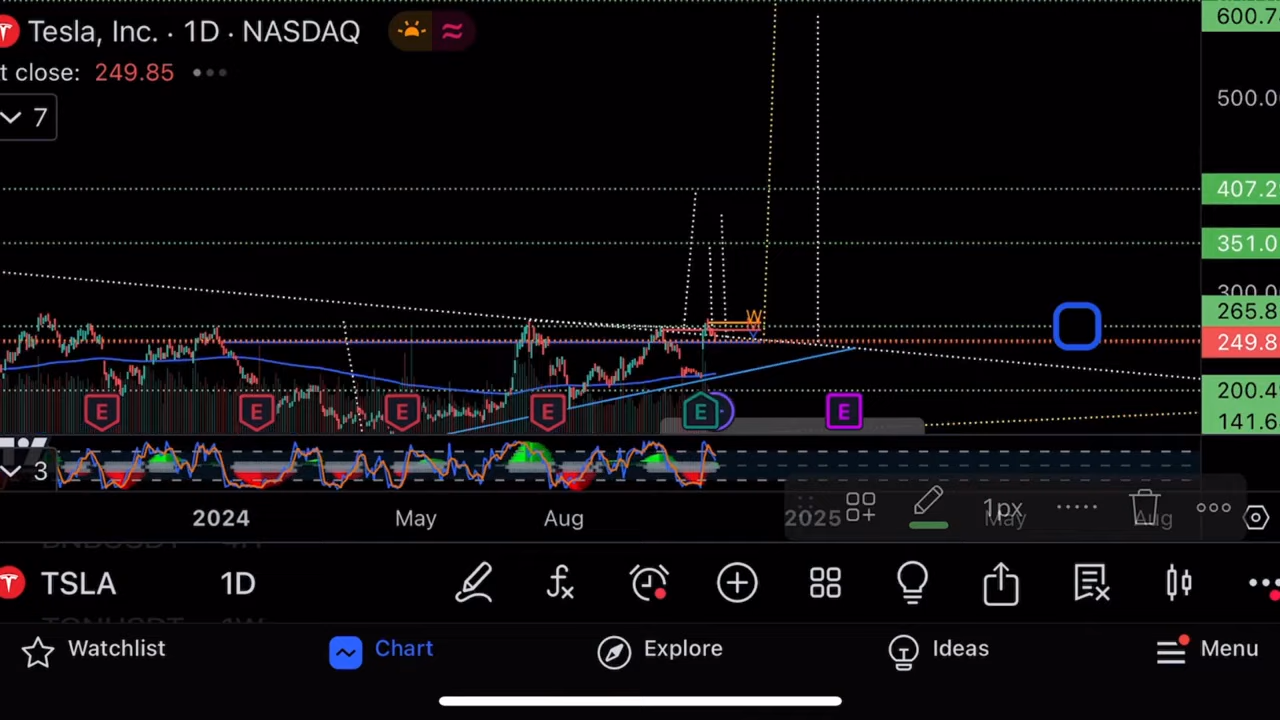 Tesla, Inc. · 1D · NASDAQ
t close: 249.85
7
600.7
500.0
407.2
351.0
300.0
265.8
249.8
200.4
141.6
W
E E E E E E
3
2024 May Aug 2025 May Aug
1px
TSLA 1D
Watchlist Chart Explore Ideas Menu